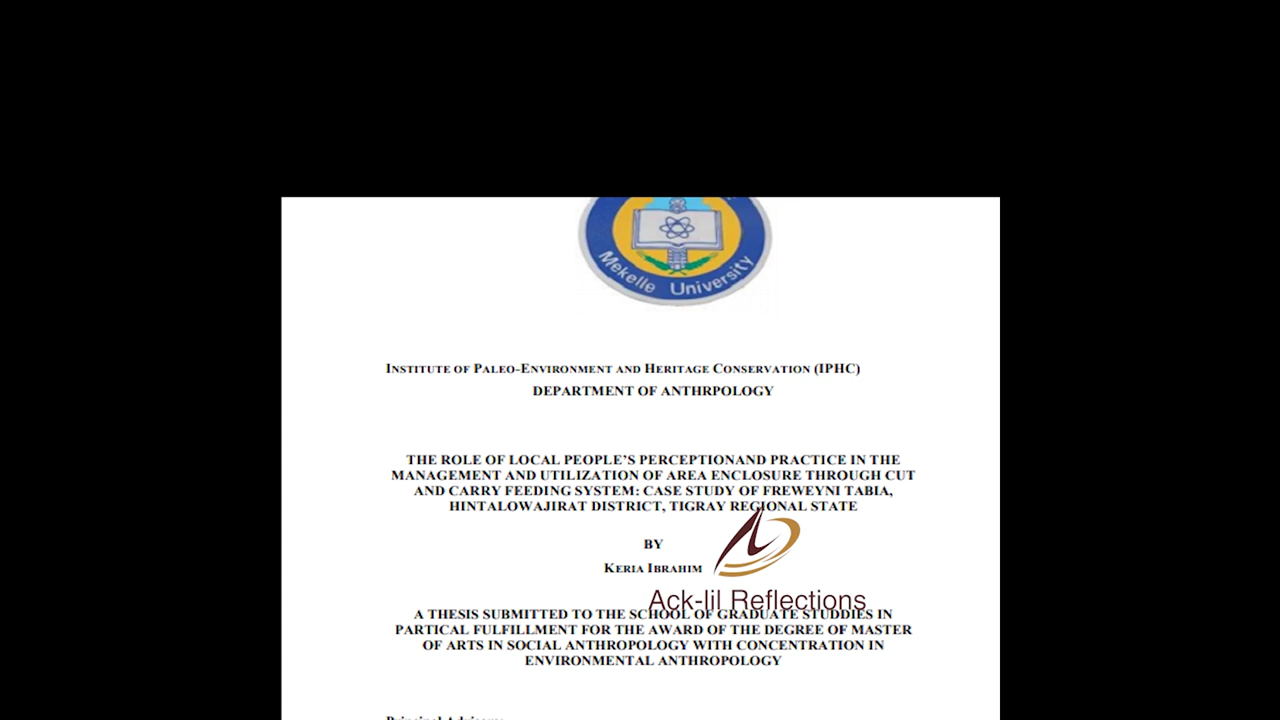 Mekelle University
INSTITUTE OF PALEO-ENVIRONMENT AND HERITAGE CONSERVATION (IPHC)
DEPARTMENT OF ANTHRPOLOGY
THE ROLE OF LOCAL PEOPLE'S PERCEPTIONAND PRACTICE IN THE
MANAGEMENT AND UTILIZATION OF AREA ENCLOSURE THROUGH CUT
AND CARRY FEEDING SYSTEM: CASE STUDY OF FREWEYNI TABIA,
HINTALOWAJIRAT DISTRICT, TIGRAY REGIONAL STATE
BY
KERIA IBRAHIM
Ack-lil Reflections
A THESIS SUBMITTED TO THE SCHOOL OF GRADUATE STUDDIES IN
PARTICAL FULFILLMENT FOR THE AWARD OF THE DEGREE OF MASTER
OF ARTS IN SOCIAL ANTHROPOLOGY WITH CONCENTRATION IN
ENVIRONMENTAL ANTHROPOLOGY